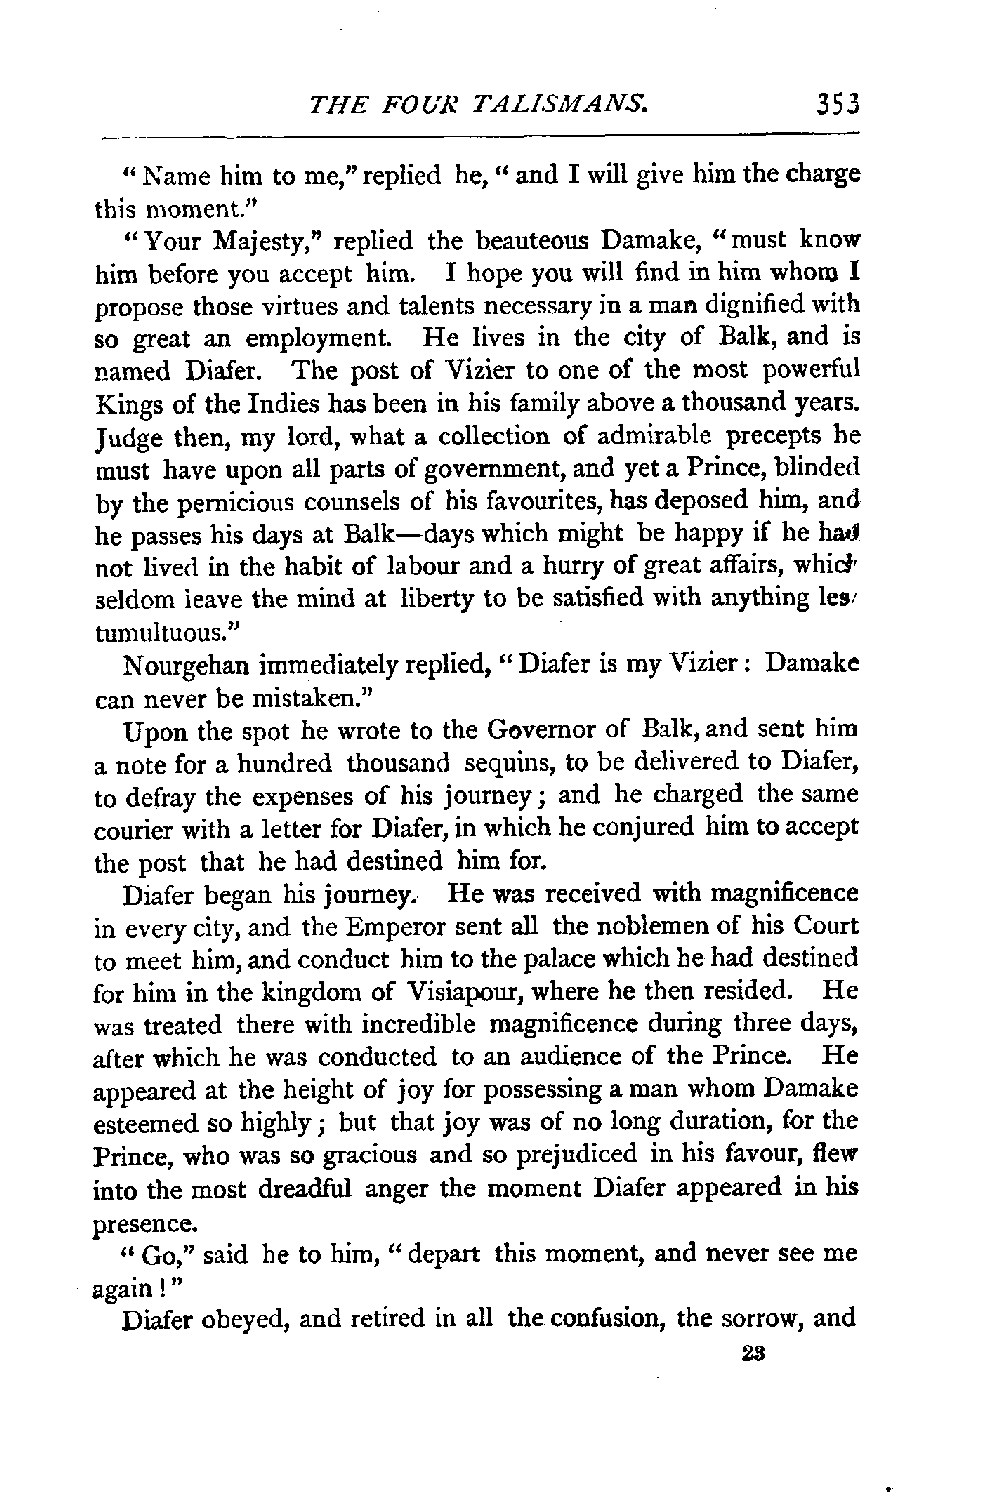 THE FOUR TALISMANS. 353
“ Name him to me,” replied he, “ and I will give him the charge
this moment.”
“ Your Majesty,” replied the beauteous Damake, “ must know
him before you accept him. I hope you will find in him whom I
propose those virtues and talents necessary in a man dignified with
so great an employment. He lives in the city of Balk, and is
named Diafer. The post of Vizier to one of the most powerful
Kings of the Indies has been in his family above a thousand years.
Judge then, my lord, what a collection of admirable precepts he
must have upon all parts of government, and yet a Prince, blinded
by the pernicious counsels of his favourites, has deposed him, and
he passes his days at Balk—days which might be happy if he had
not lived in the habit of labour and a hurry of great affairs, which
seldom leave the mind at liberty to be satisfied with anything les
tumultuous.”
Nourgehan immediately replied, “ Diafer is my Vizier : Damake
can never be mistaken.”
Upon the spot he wrote to the Governor of Balk, and sent him
a note for a hundred thousand sequins, to be delivered to Diafer,
to defray the expenses of his journey ; and he charged the same
courier with a letter for Diafer, in which he conjured him to accept
the post that he had destined him for.
Diafer began his journey. He was received with magnificence
in every city, and the Emperor sent all the noblemen of his Court
to meet him, and conduct him to the palace which he had destined
for him in the kingdom of Visiapour, where he then resided. He
was treated there with incredible magnificence during three days,
after which he was conducted to an audience of the Prince. He
appeared at the height of joy for possessing a man whom Damake
esteemed so highly ; but that joy was of no long duration, for the
Prince, who was so gracious and so prejudiced in his favour, flew
into the most dreadful anger the moment Diafer appeared in his
presence.
“ Go,” said he to him, “ depart this moment, and never see me
again ! ”
Diafer obeyed, and retired in all the confusion, the sorrow, and
23